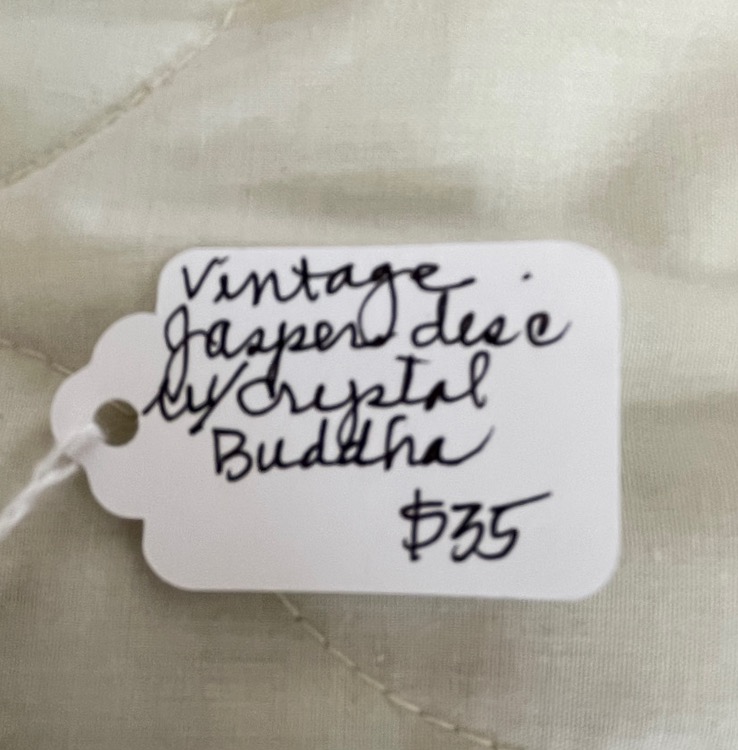 Vintage
Jasper disc
w/crystal
Buddha
$35